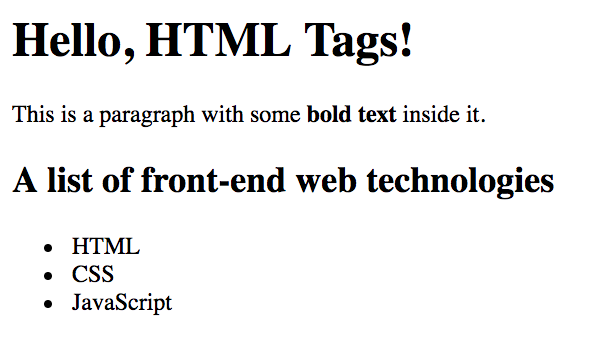 Hello, HTML Tags!
This is a paragraph with some bold text inside it.
A list of front-end web technologies
• HTML
• CSS
• JavaScript